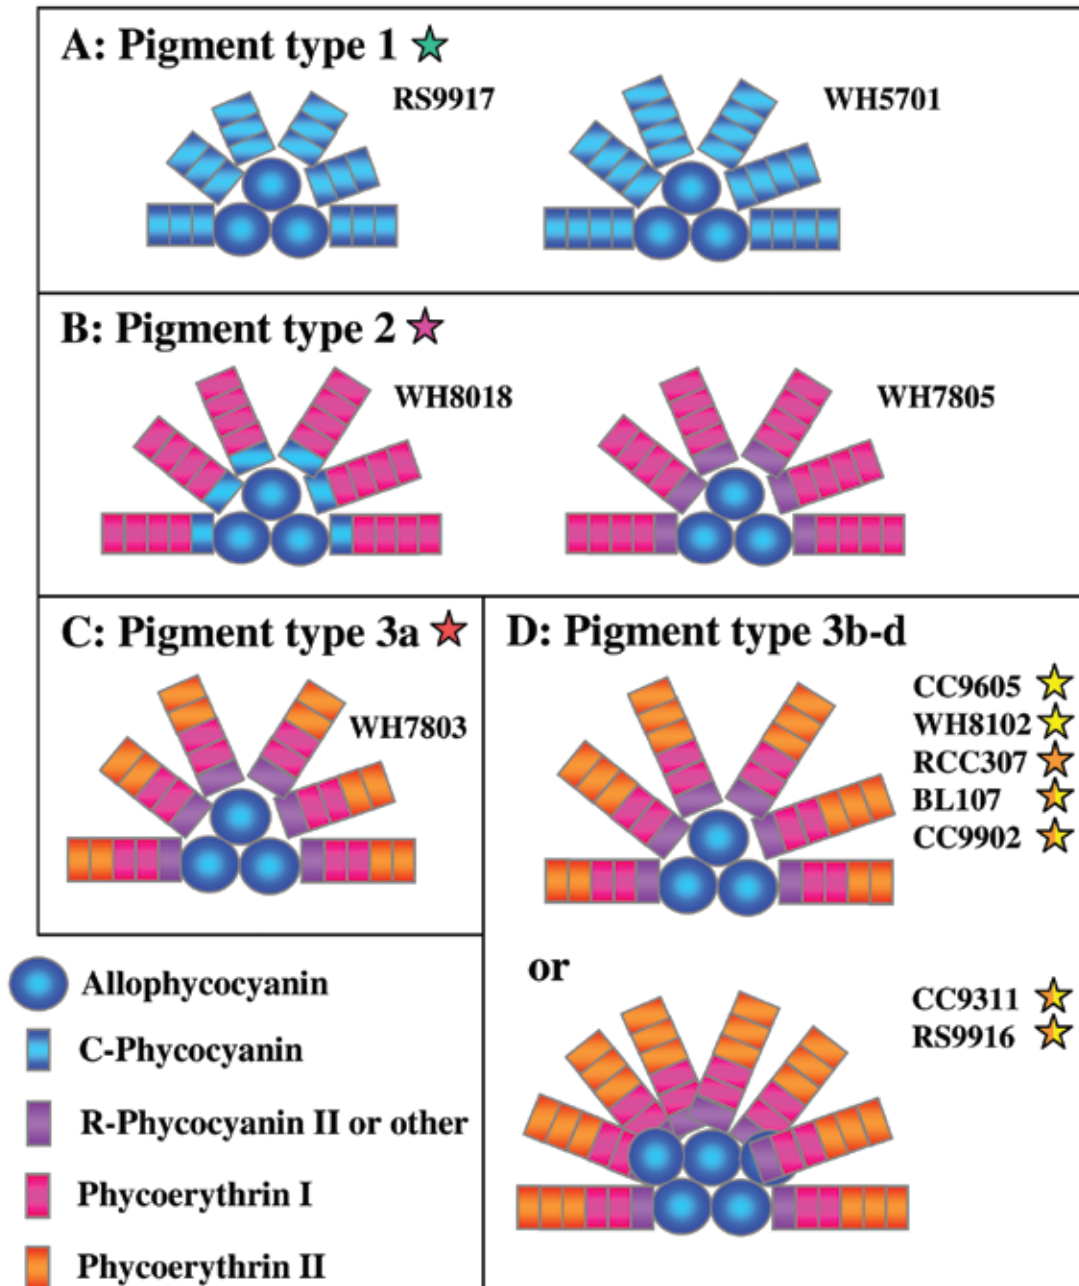 A: Pigment type 1
RS9917
WH5701
B: Pigment type 2
WH8018
WH7805
C: Pigment type 3a
WH7803
D: Pigment type 3b-d
CC9605
WH8102
RCC307
BL107
CC9902
or
CC9311
RS9916
Allophycocyanin
C-Phycocyanin
R-Phycocyanin II or other
Phycoerythrin I
Phycoerythrin II